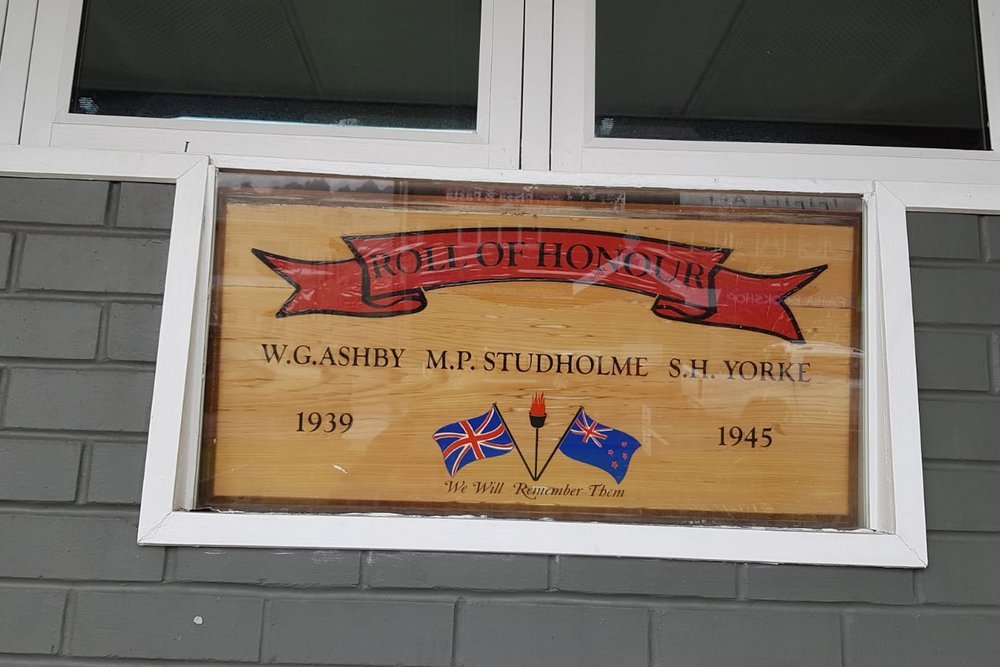 ROLL OF HONOUR
W.G.ASHBY M.P. STUDHOLME S.H. YORKE
1939 1945
We Will Remember Them